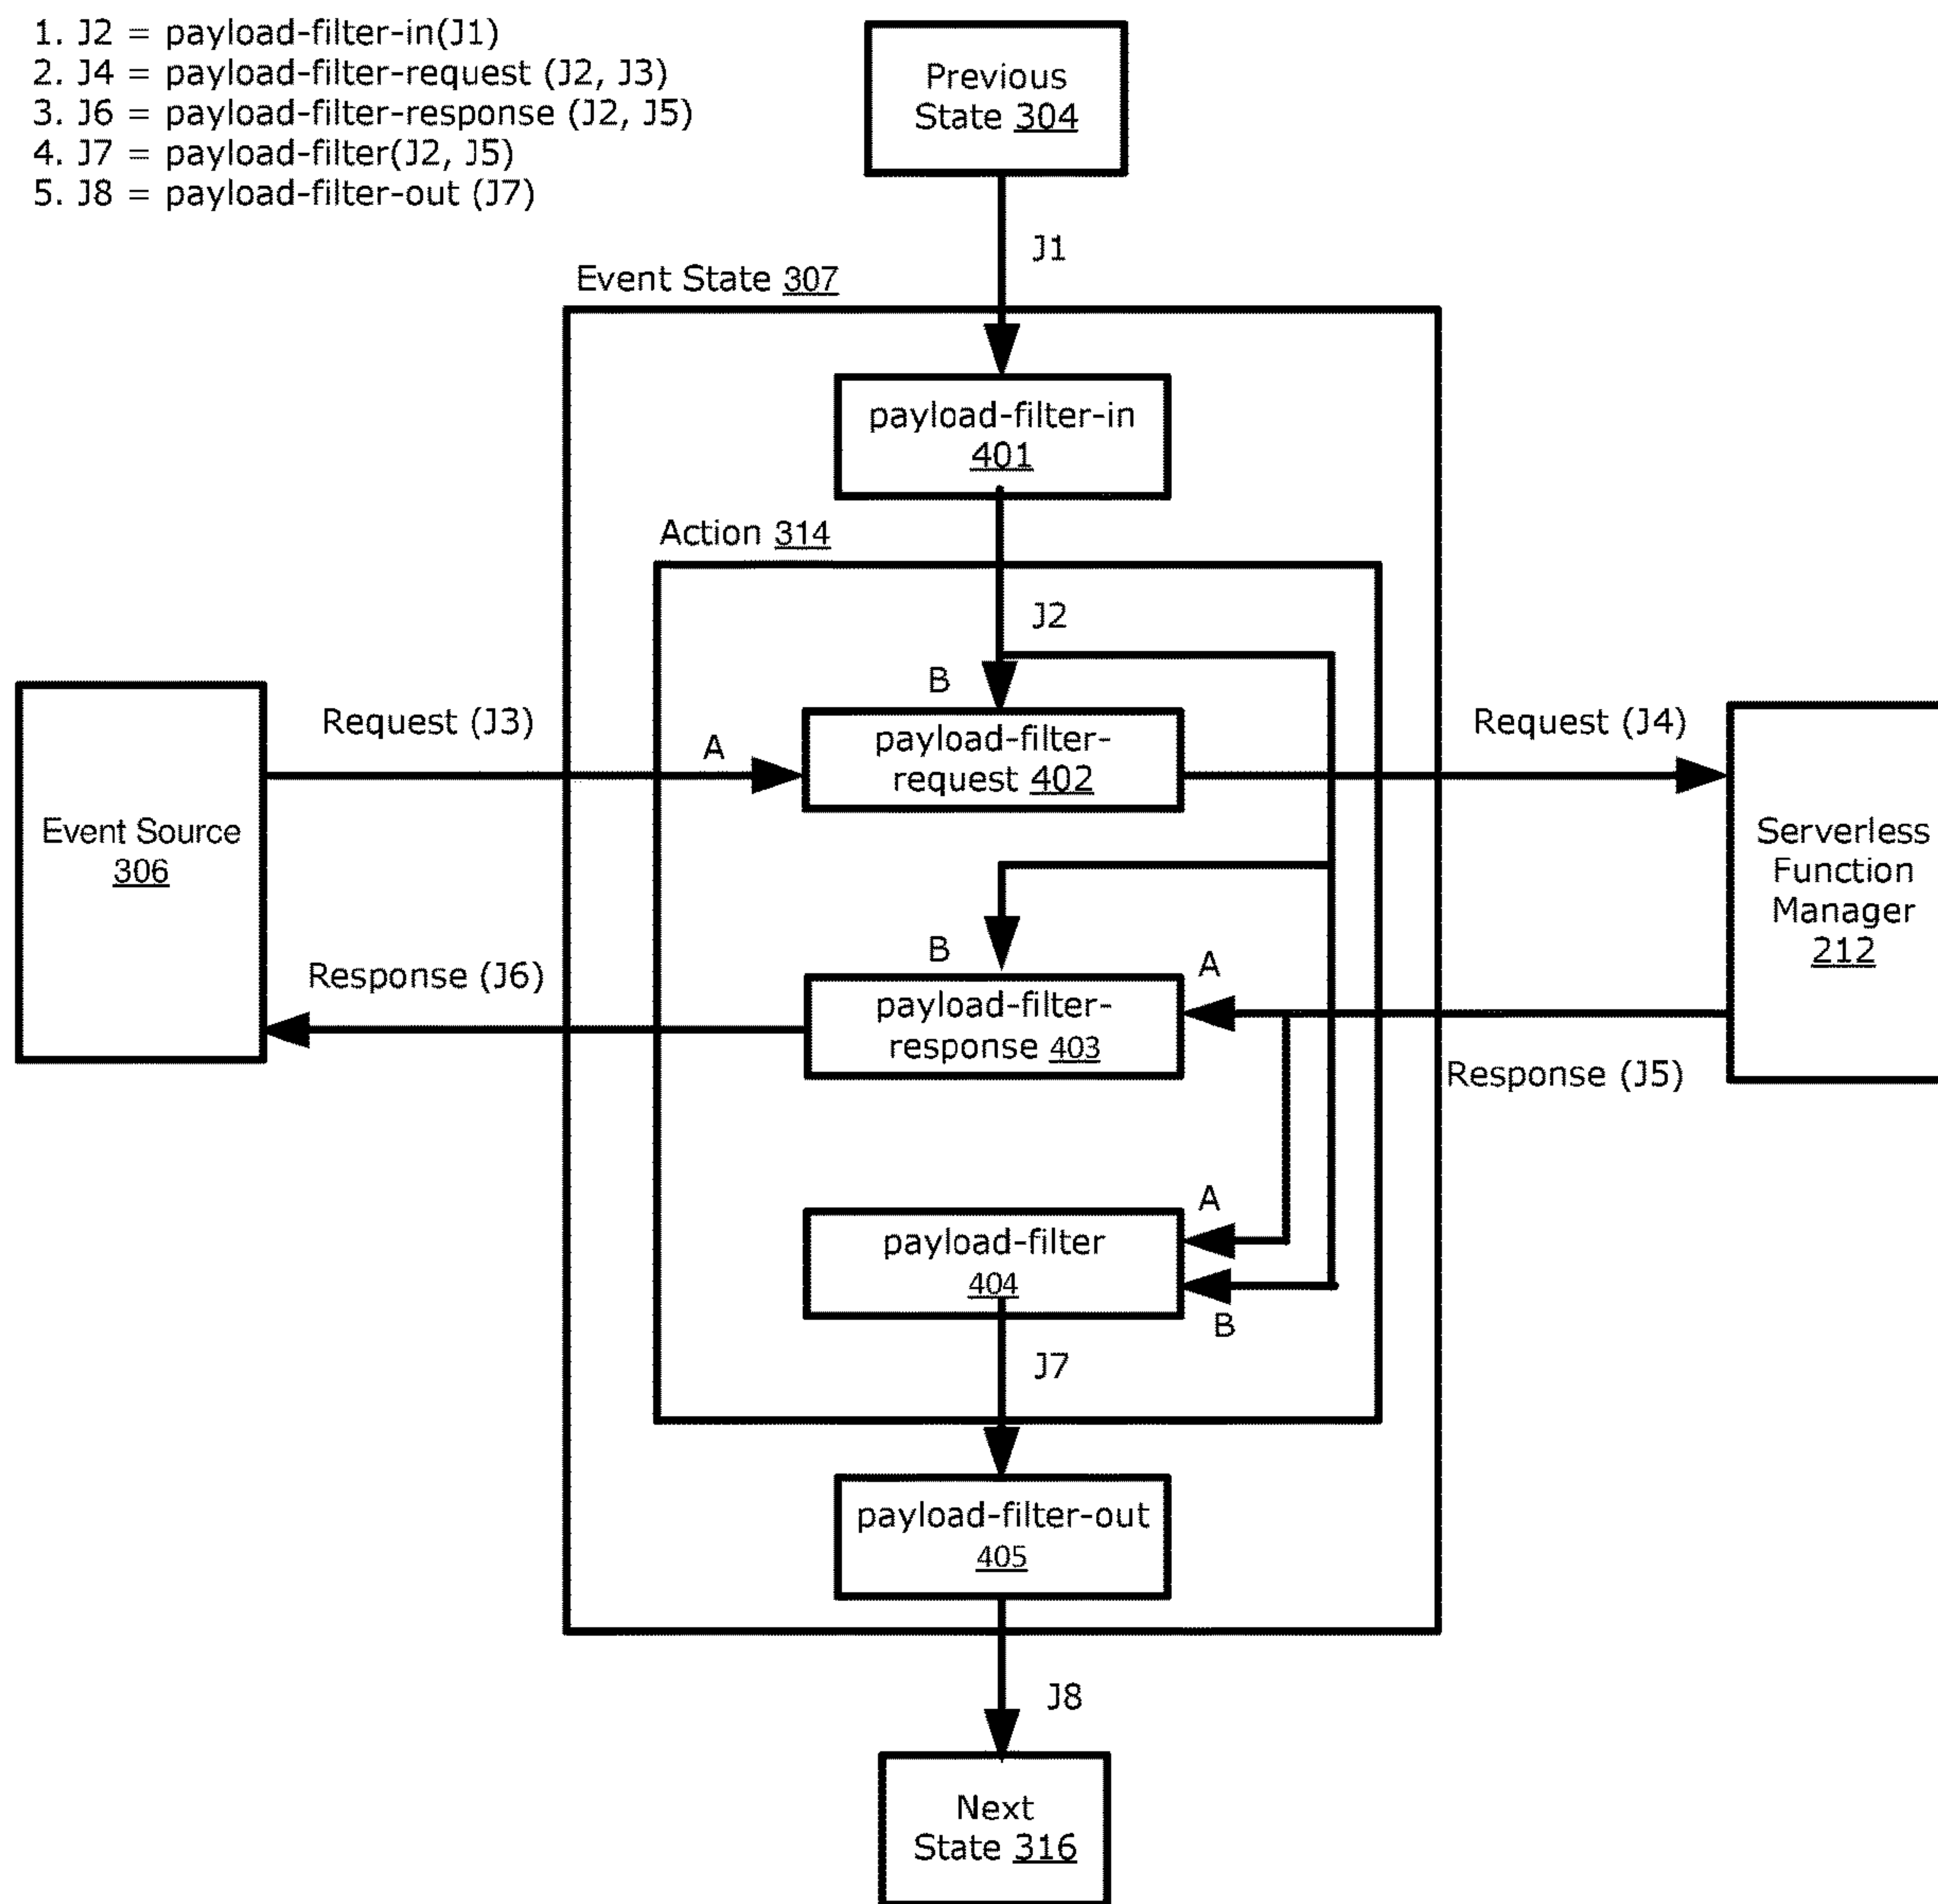 1. J2 = payload-filter-in(J1)
2. J4 = payload-filter-request (J2, J3)
3. J6 = payload-filter-response (J2, J5)
4. J7 = payload-filter(J2, J5)
5. J8 = payload-filter-out (J7)
Previous
State 304
J1
Event State 307
payload-filter-in
401
Action 314
J2
B
Request (J3)
A
payload-filter-
request 402
Request (J4)
Event Source
306
Serverless
Function
Manager
212
B
A
Response (J6)
payload-filter-
response 403
Response (J5)
A
payload-filter
404
B
J7
payload-filter-out
405
J8
Next
State 316